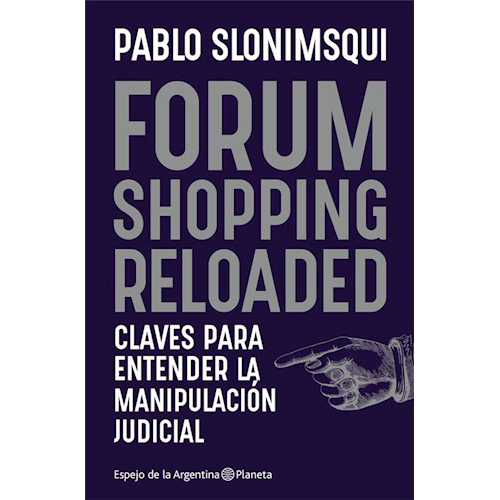 PABLO SLONIMSQUI
FORUM
SHOPPING
RELOADED
CLAVES PARA
ENTENDER LA
MANIPULACIÓN
JUDICIAL
Espejo de la Argentina Planeta